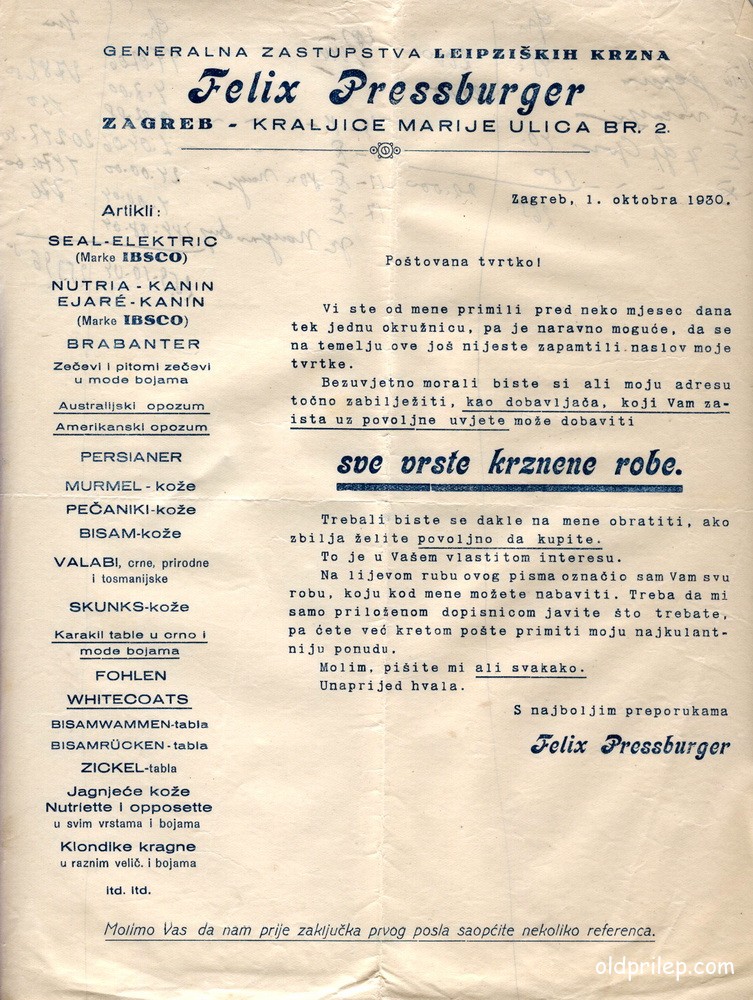 GENERALNA ZASTUPSTVA LEIPZIŠKIH KRZNA
Felix Pressburger
ZAGREB - KRALJICE MARIJE ULICA BR. 2.
Zagreb, 1. oktobra 1930.
Artikli:
SEAL-ELEKTRIC
(Marke IBSCO)
NUTRIA - KANIN
EJARÉ-KANIN
(Marke IBSCO)
BRABANTER
Zečevi i pitomi zečevi
u mode bojama
Australijski opozum
Amerikanski opozum
PERSIANER
MURMEL - kože
PEČANIKI-kože
BISAM-kože
VALABI, crne, prirodne
i tosmanijske
SKUNKS-kože
Karakil table u crno i
mode bojama
FOHLEN
WHITECOATS
BISAMWAMMEN-tabla
BISAMRÜCKEN-tabla
ZICKEL-tabla
Jagnjeće kože
Nutriette i opposette
u svim vrstama i bojama
Klondike kragne
u raznim velič. i bojama
itd. itd.
Poštovana tvrtko!
Vi ste od mene primili pred neko mjesec dana
tek jednu okružnicu, pa je naravno moguće, da se
na temelju ove još nijeste zapamtili naslov moje
tvrtke.
Bezuvjetno morali biste si ali moju adresu
točno zabilježiti, kao dobavljača, koji Vam za-
ista uz povoljne uvjete može dobaviti
sve vrste krznene robe.
Trebali biste se dakle na mene obratiti, ako
zbilja želite povoljno da kupite.
To je u Vašem vlastitom interesu.
Na lijevom rubu ovog pisma označio sam Vam svu
robu, koju kod mene možete nabaviti. Treba da mi
samo priloženom dopisnicom javite što trebate,
pa ćete već kretom pošte primiti moju najkulant-
niju ponudu.
Molim, pišite mi ali svakako.
Unaprijed hvala.
S najboljim preporukama
Felix Pressburger
Molimo Vas da nam prije zaključka prvog posla saopćite nekoliko referenca.
oldprilep.com